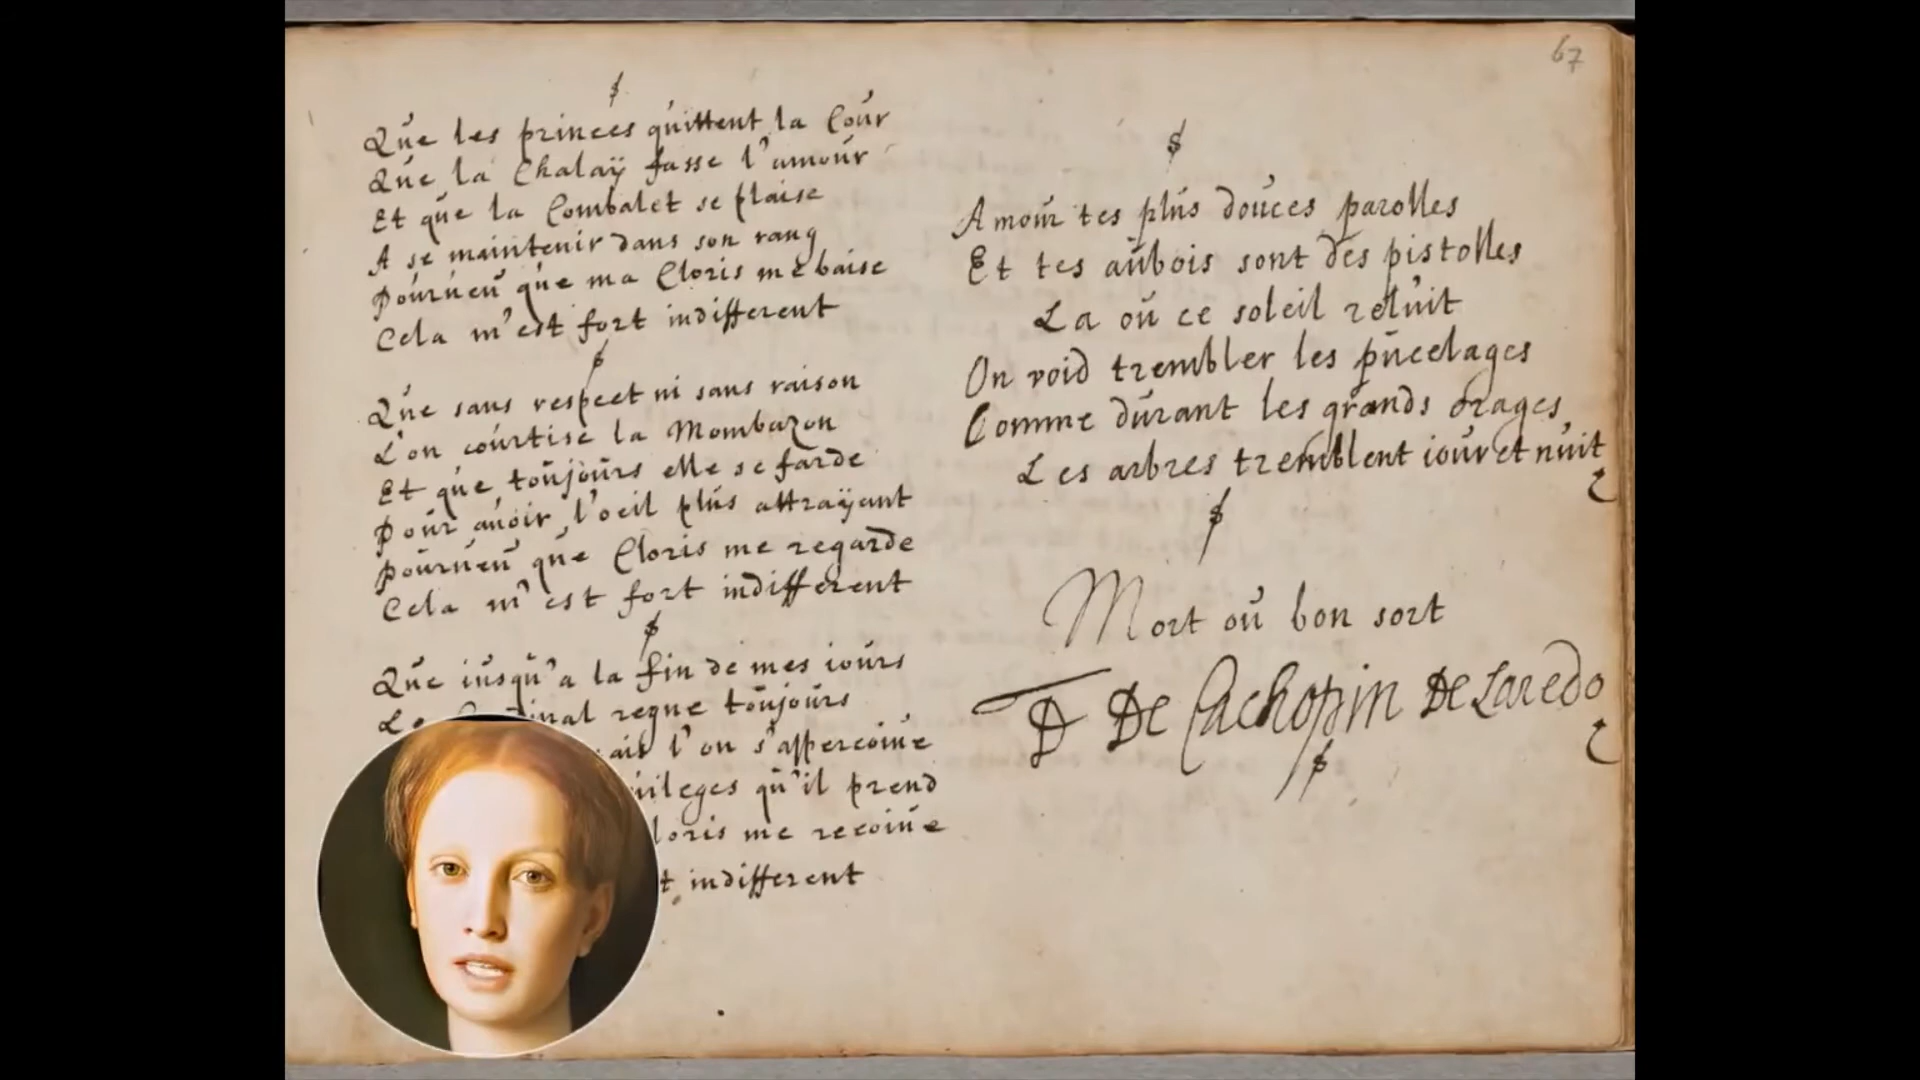 67
Que les princes quittent la Cour
Que la Chalaÿ fasse l'amour
Et que la Combalet se plaise
A se maintenir dans son rang
Pourueu que ma Cloris me baise
Cela m'est fort indifferent
Que sans respect ni sans raison
L'on courtise la Mombazon
Et que toujours elle se farde
Pour auoir l'oeil plus attraÿant
Pourueu que Cloris me regarde
Cela m'est fort indifferent
Que iusqu'a la fin de mes iours
regne toujours
l'on s'apperçoiue
qu'il prend
me reçoiue
indifferent
Amour tes plus douces parolles
Et tes aubois sont des pistolles
La ou ce soleil reluit
On void trembler les pucelages
Comme durant les grands orages
Les arbres tremblent iour et nuit
Mort ou bon sort
D De Cachopin De Laredo